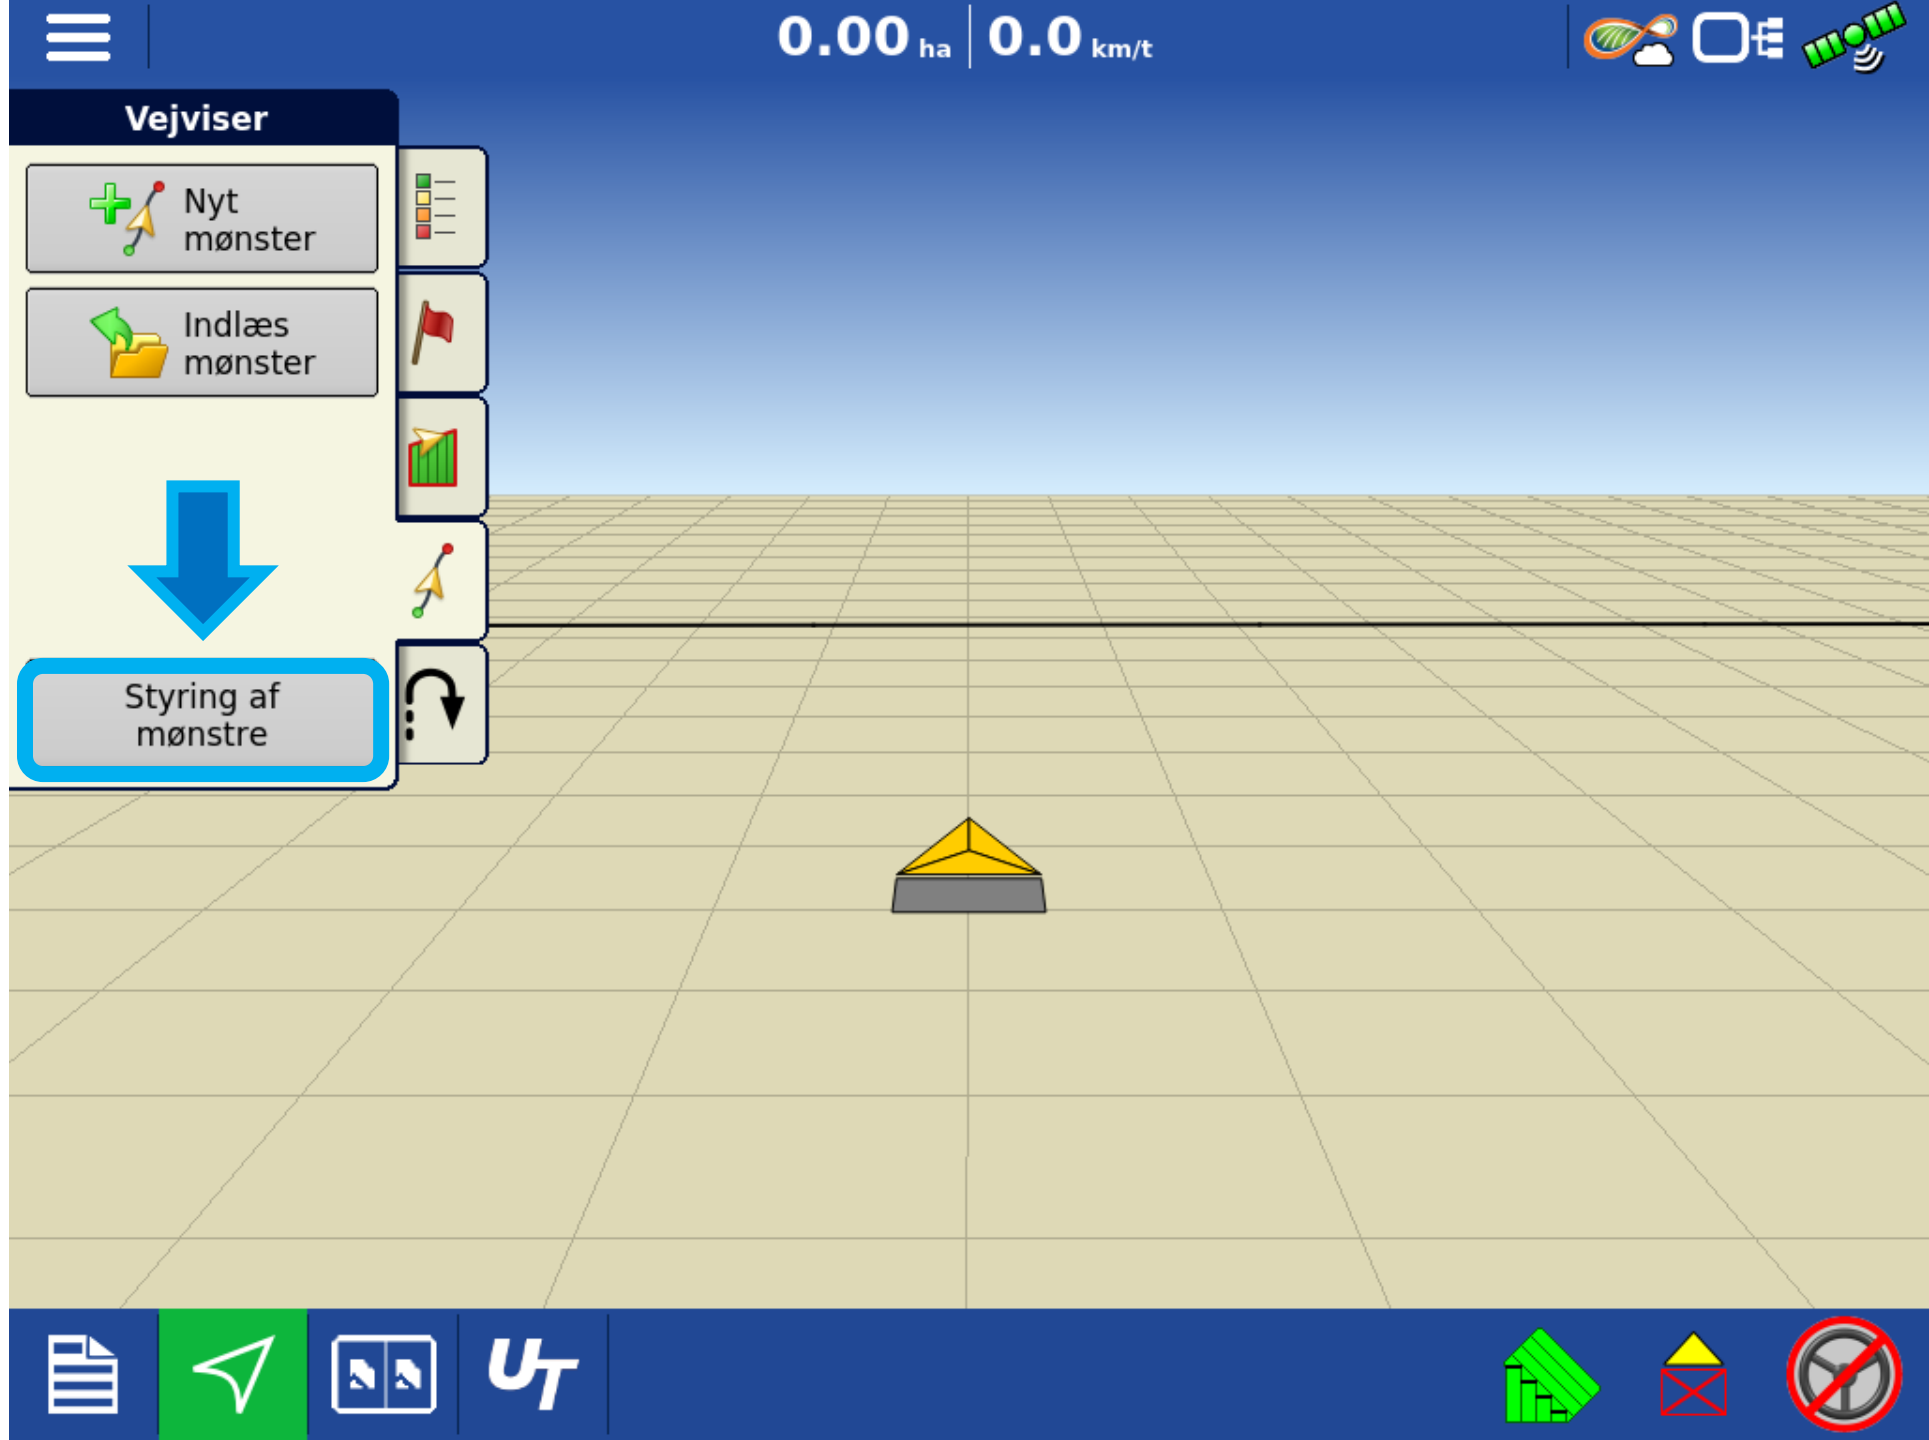 0.00 ha 0.0 km/t
Vejviser
Nyt
mønster
Indlæs
mønster
Styring af
mønstre
UT